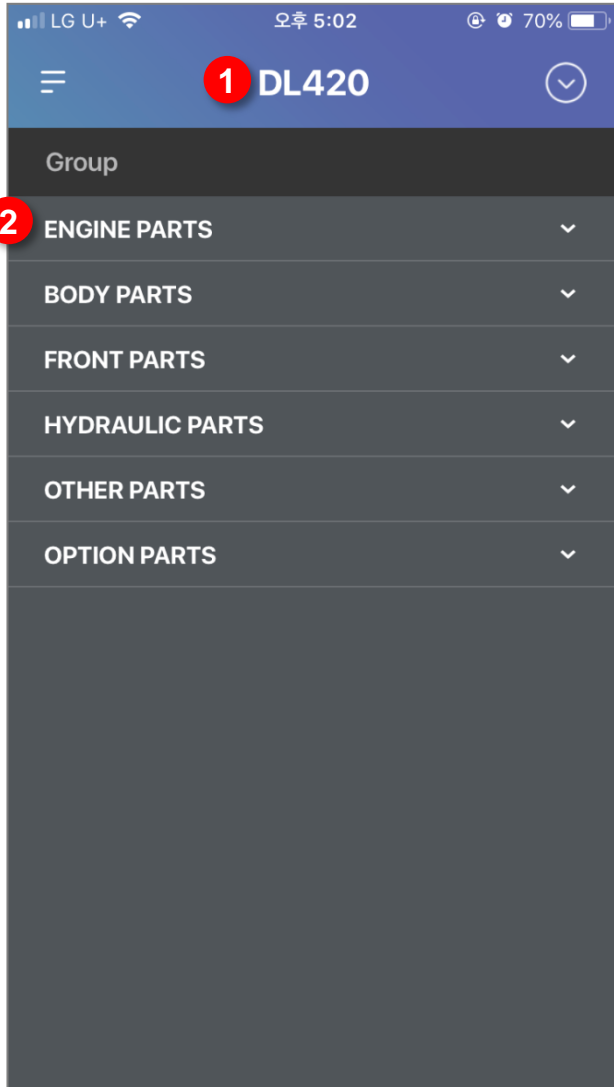 LG U+ 오후 5:02 70%
1 DL420
Group
2 ENGINE PARTS
BODY PARTS
FRONT PARTS
HYDRAULIC PARTS
OTHER PARTS
OPTION PARTS